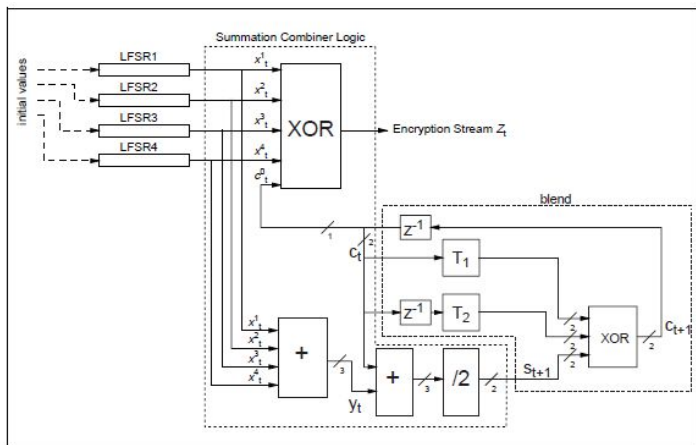 Summation Combiner Logic
initial values
LFSR1
LFSR2
LFSR3
LFSR4
x¹ₜ
x²ₜ
x³ₜ
x⁴ₜ
c⁰ₜ
XOR
Encryption Stream Zₜ
blend
1
2
cₜ
z⁻¹
2
T₁
z⁻¹
T₂
2
2
2
XOR
2
cₜ₊₁
x¹ₜ
x²ₜ
x³ₜ
x⁴ₜ
+
3
yₜ
+
3
/2
2
sₜ₊₁